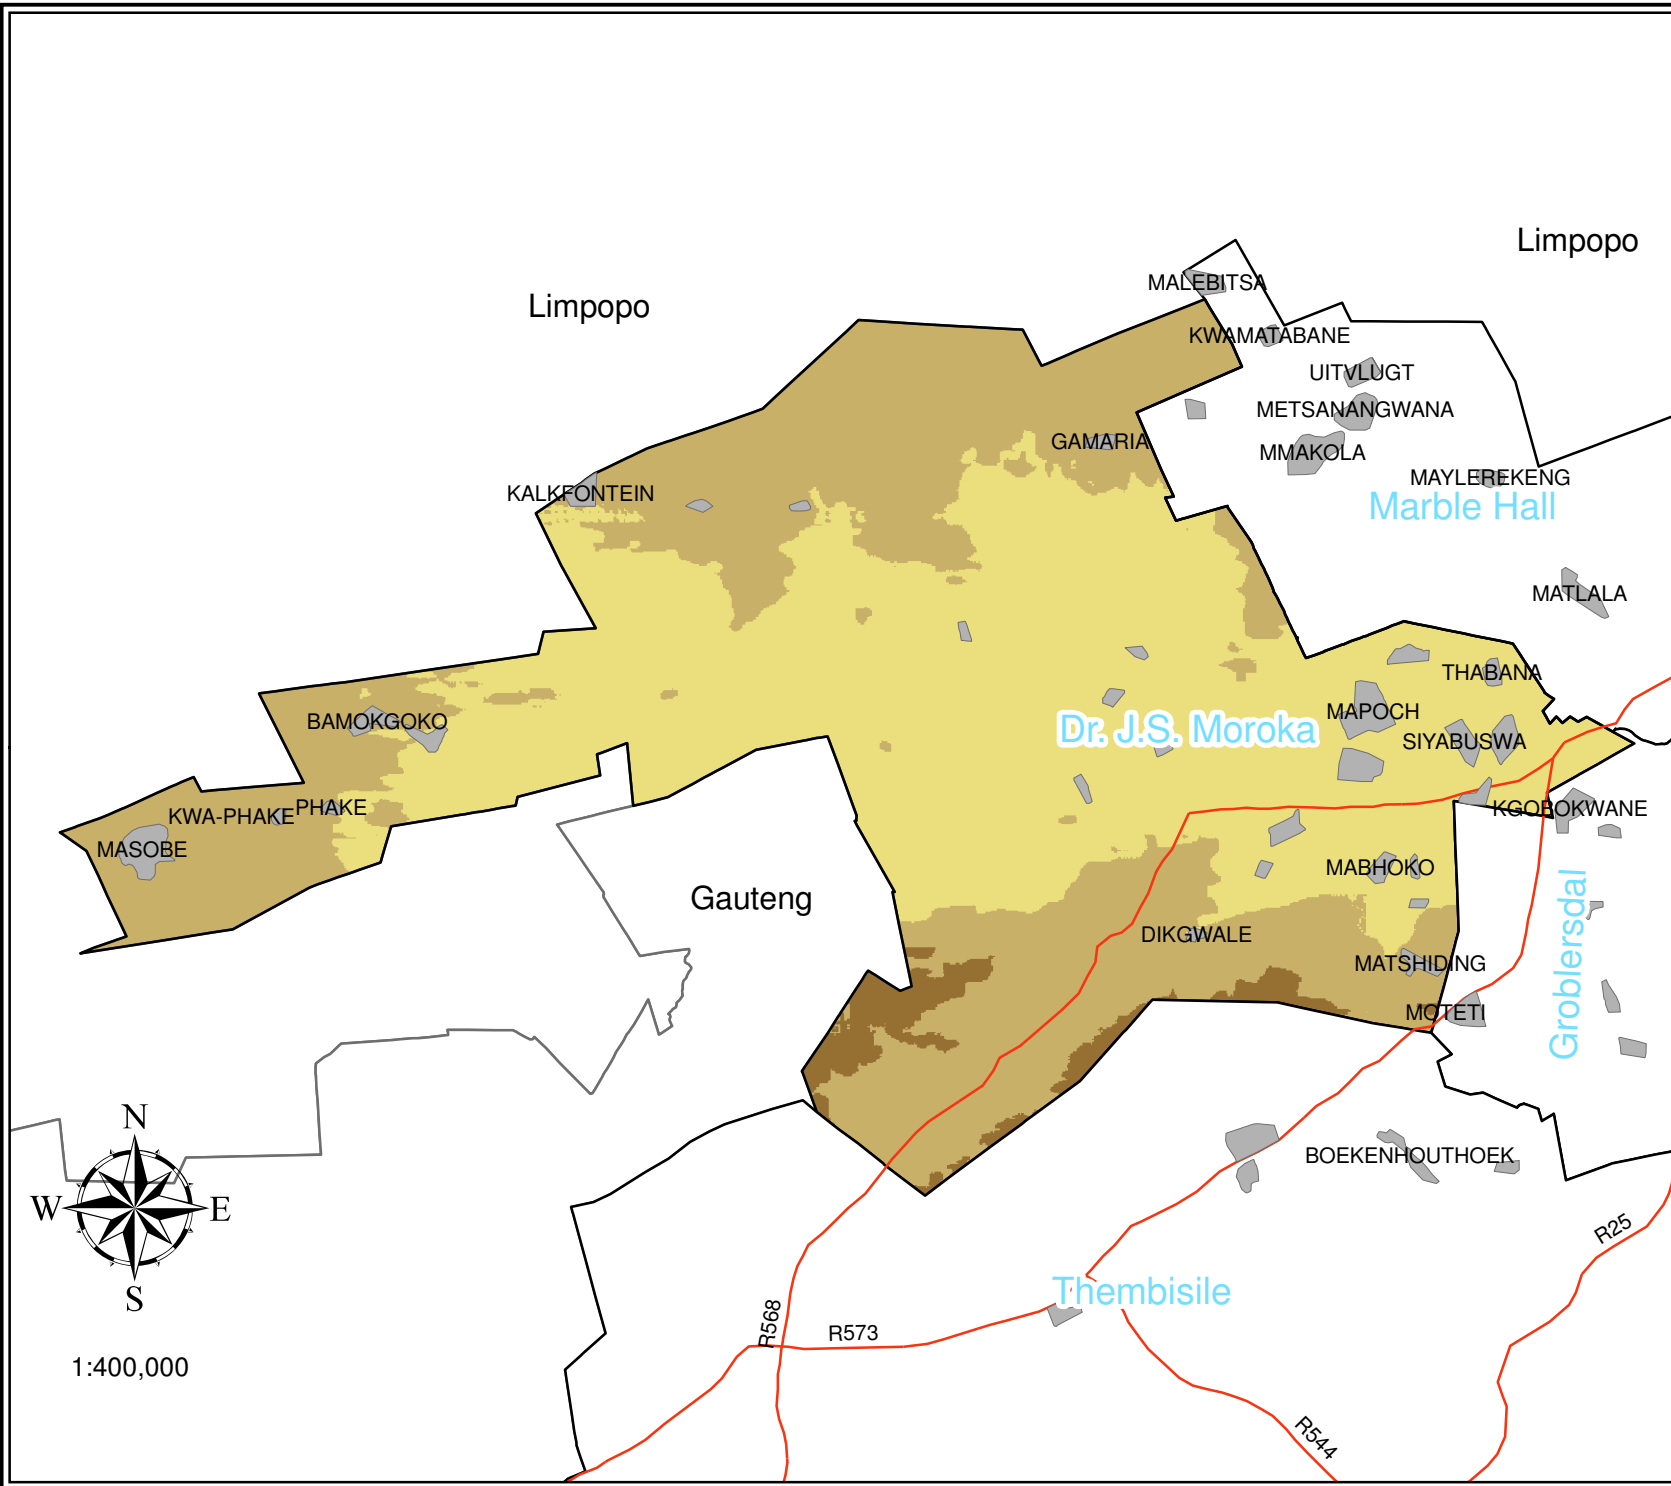 Limpopo
Limpopo
MALEBITSA
KWAMATABANE
UITVLUGT
METSANANGWANA
GAMARIA
MMAKOLA
MAYLEREKENG
KALKFONTEIN
Marble Hall
MATLALA
THABANA
BAMOKGOKO
MAPOCH
Dr. J.S. Moroka
SIYABUSWA
PHAKE
KWA-PHAKE
KGOBOKWANE
MASOBE
MABHOKO
Gauteng
Groblersdal
DIKGWALE
MATSHIDING
MOTETI
N
BOEKENHOUTHOEK
W
E
R25
S
Thembisile
R568
R573
1:400,000
R544